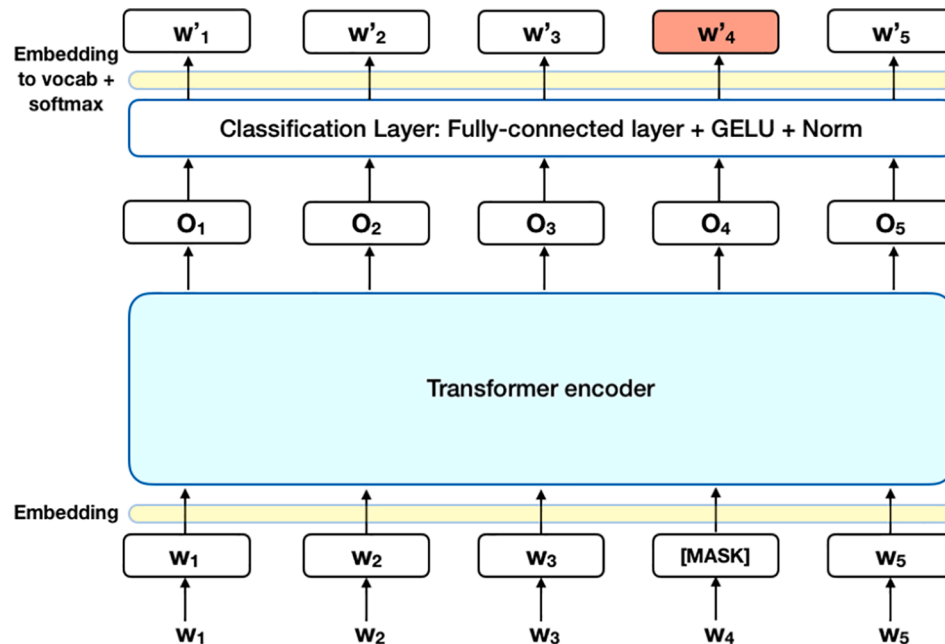 w'1 w'2 w'3 w'4 w'5
Embedding
to vocab +
softmax
Classification Layer: Fully-connected layer + GELU + Norm
O1 O2 O3 O4 O5
Transformer encoder
Embedding
W1 W2 W3 [MASK] W5
W1 W2 W3 W4 W5